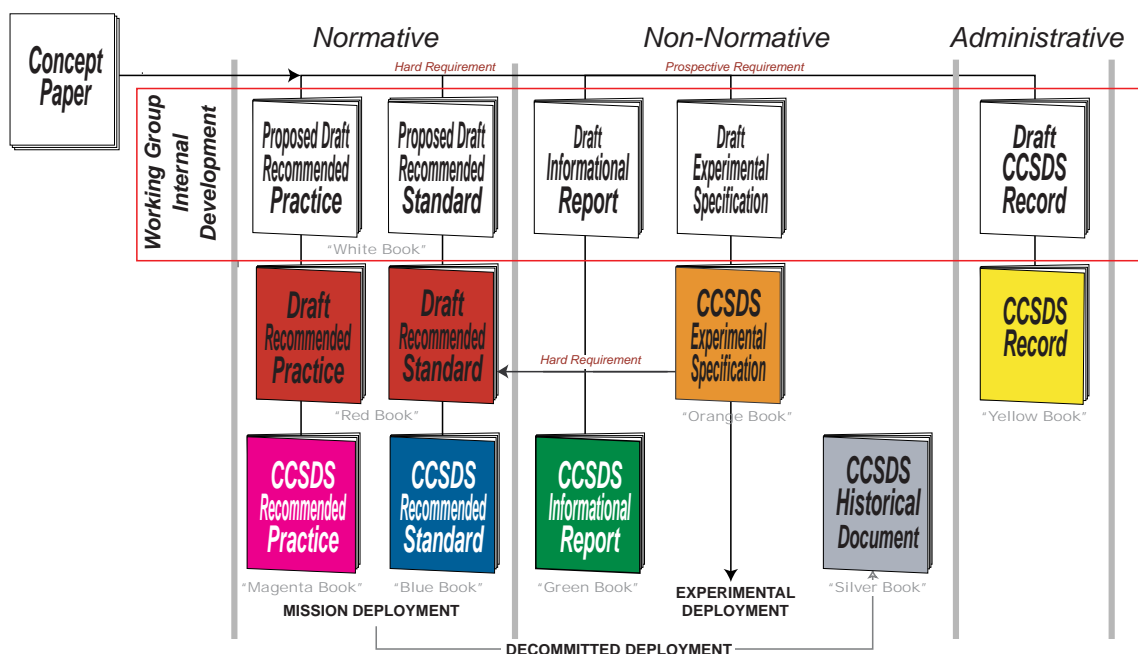 Concept
Paper
Normative
Non-Normative
Administrative
Hard Requirement
Prospective Requirement
Working Group
Internal
Development
Proposed Draft
Recommended
Practice
Proposed Draft
Recommended
Standard
Draft
Informational
Report
Draft
Experimental
Specification
Draft
CCSDS
Record
"White Book"
Draft
Recommended
Practice
Draft
Recommended
Standard
Hard Requirement
CCSDS
Experimental
Specification
CCSDS
Record
"Red Book"
"Orange Book"
"Yellow Book"
CCSDS
Recommended
Practice
CCSDS
Recommended
Standard
CCSDS
Informational
Report
CCSDS
Historical
Document
"Magenta Book"
"Blue Book"
"Green Book"
"Silver Book"
MISSION DEPLOYMENT
EXPERIMENTAL
DEPLOYMENT
DECOMMITTED DEPLOYMENT